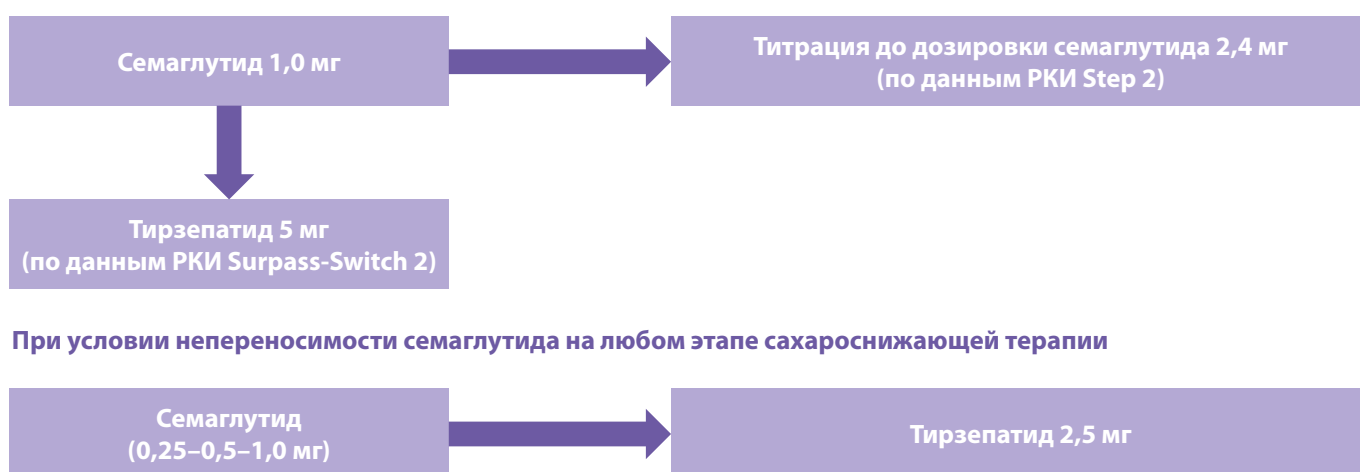 Семаглутид 1,0 мг
Титрация до дозировки семаглутида 2,4 мг
(по данным РКИ Step 2)
Тирзепатид 5 мг
(по данным РКИ Surpass-Switch 2)
При условии непереносимости семаглутида на любом этапе сахароснижающей терапии
Семаглутид
(0,25–0,5–1,0 мг)
Тирзепатид 2,5 мг